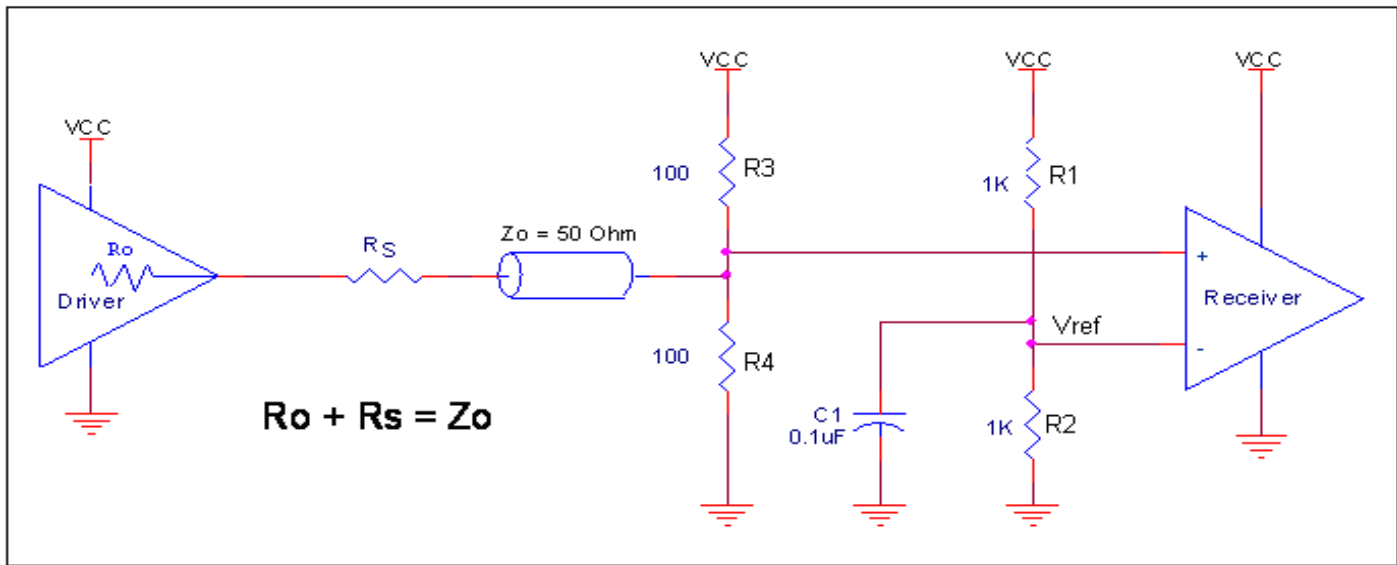 VCC
VCC
VCC
VCC
Ro
Driver
RS
Zo = 50 Ohm
100
R3
100
R4
1K
R1
1K
R2
C1
0.1uF
Vref
+
-
Receiver
Ro + Rs = Zo